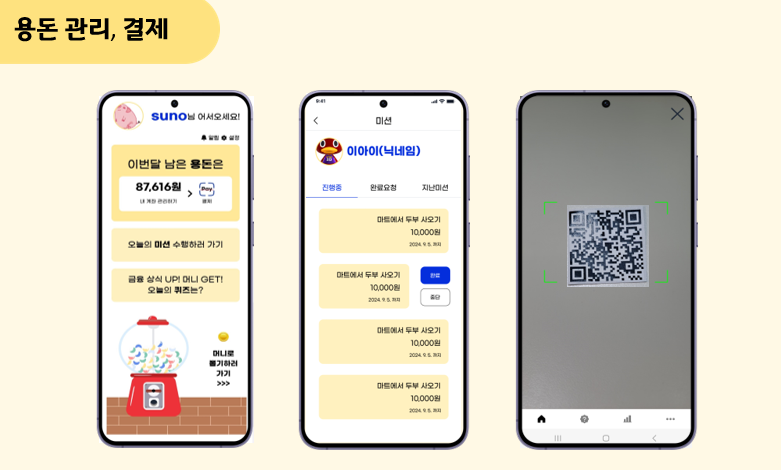 용돈 관리, 결제
suno님 어서오세요!
알림 설정
이번달 남은 용돈은
87,616원
Pay
내 계좌 관리하기
결제
오늘의 미션 수행하러 가기
금융 상식 UP! 머니 GET!
오늘의 퀴즈는?
머니로
뽑기하러
가기
>>>
9:41
미션
이아이(닉네임)
진행중 완료요청 지난미션
마트에서 두부 사오기
10,000원
2024. 9. 5. 까지
마트에서 두부 사오기
10,000원
2024. 9. 5. 까지
완료
중단
마트에서 두부 사오기
10,000원
2024. 9. 5. 까지
마트에서 두부 사오기
10,000원
2024. 9. 5. 까지